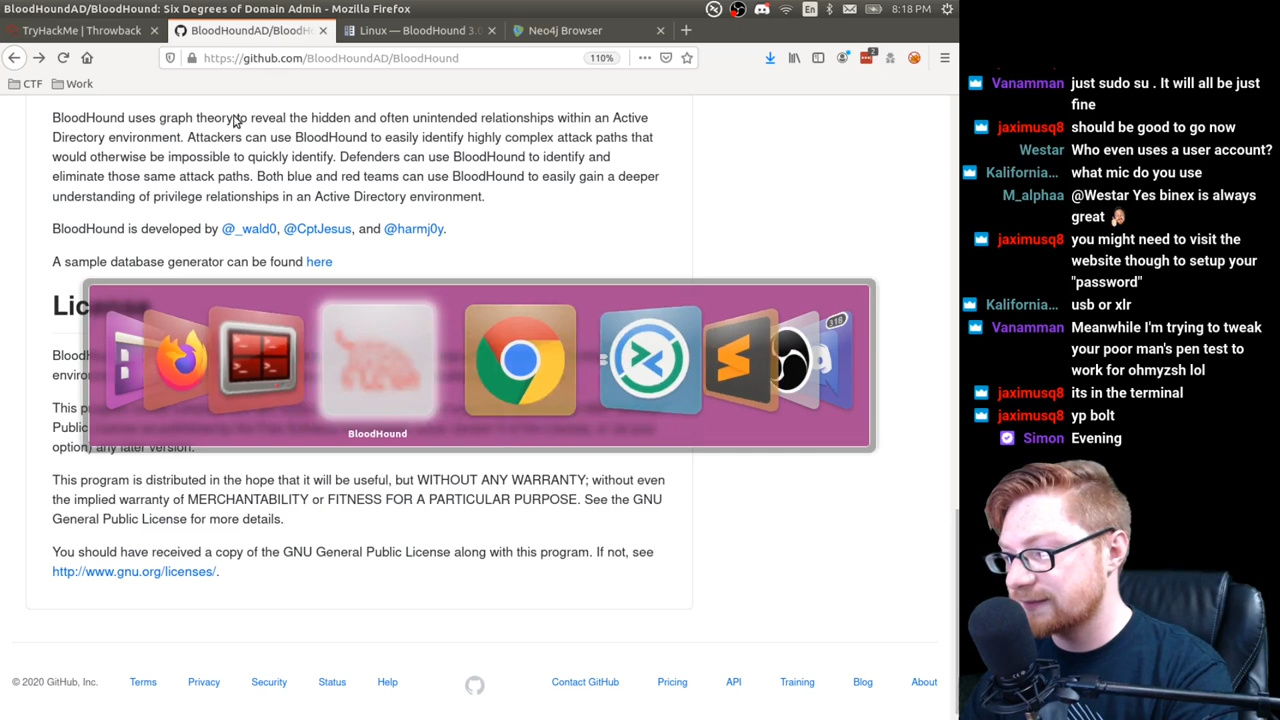 BloodHoundAD/BloodHound: Six Degrees of Domain Admin - Mozilla Firefox
En
8:18 PM
TryHackMe | Throwback
BloodHoundAD/BloodH
Linux — BloodHound 3.0
Neo4j Browser
https://github.com/BloodHoundAD/BloodHound
110%
2
CTF
Work
BloodHound uses graph theory to reveal the hidden and often unintended relationships within an Active
Directory environment. Attackers can use BloodHound to easily identify highly complex attack paths that
would otherwise be impossible to quickly identify. Defenders can use BloodHound to identify and
eliminate those same attack paths. Both blue and red teams can use BloodHound to easily gain a deeper
understanding of privilege relationships in an Active Directory environment.
BloodHound is developed by @_wald0, @CptJesus, and @harmj0y.
A sample database generator can be found here
License
318
BloodHound
This program is distributed in the hope that it will be useful, but WITHOUT ANY WARRANTY; without even
the implied warranty of MERCHANTABILITY or FITNESS FOR A PARTICULAR PURPOSE. See the GNU
General Public License for more details.
You should have received a copy of the GNU General Public License along with this program. If not, see
http://www.gnu.org/licenses/.
© 2020 GitHub, Inc.
Terms
Privacy
Security
Status
Help
Contact GitHub
Pricing
API
Training
Blog
About
Vanamman just sudo su . It will all be just
fine
jaximusq8 should be good to go now
Westar Who even uses a user account?
Kalifornia... what mic do you use
M_alphaa @Westar Yes binex is always
great
jaximusq8 you might need to visit the
website though to setup your
"password"
Kalifornia... usb or xlr
Vanamman Meanwhile I'm trying to tweak
your poor man's pen test to
work for ohmyzsh lol
jaximusq8 its in the terminal
jaximusq8 yp bolt
Simon Evening